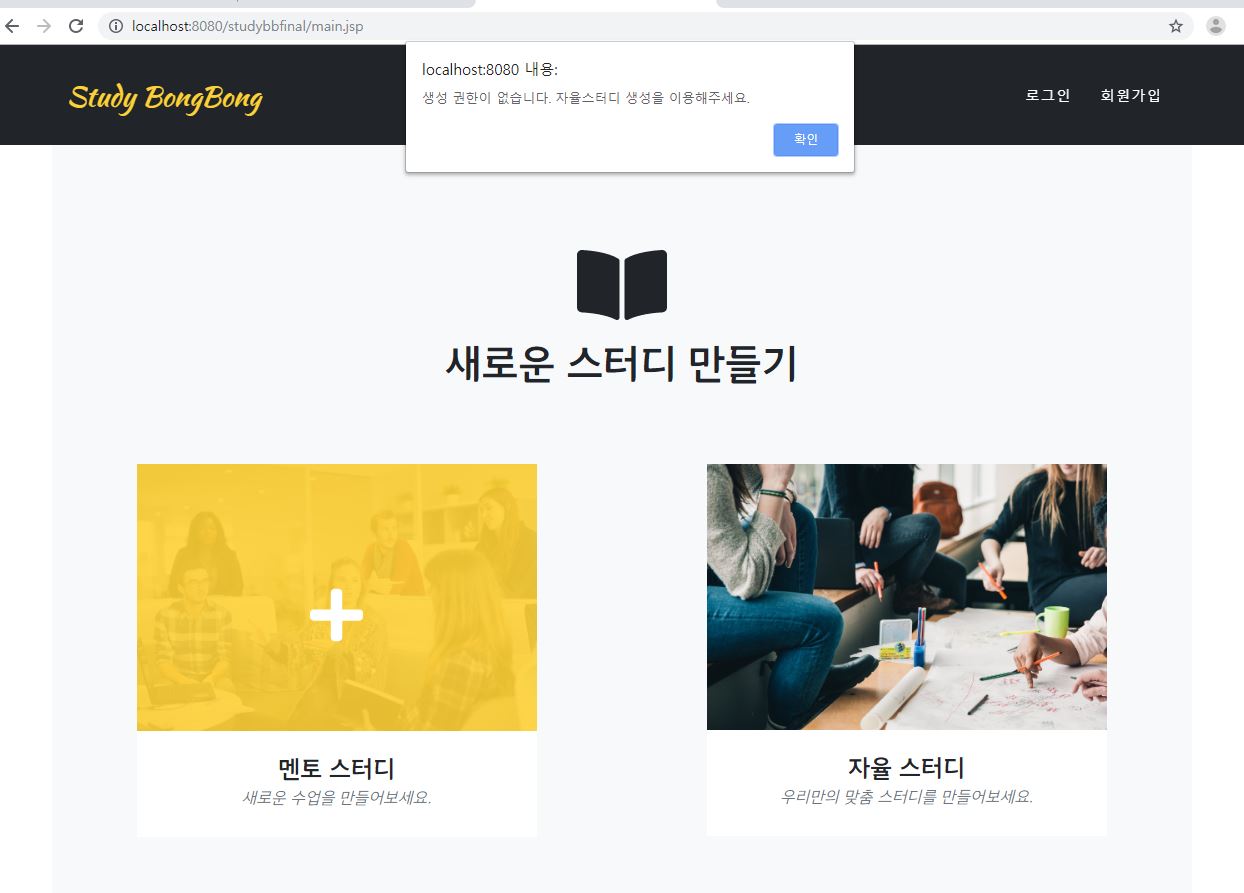 localhost:8080/studybbfinal/main.jsp
localhost:8080 내용:
생성 권한이 없습니다. 자율스터디 생성을 이용해주세요.
확인
Study BongBong
로그인 회원가입
새로운 스터디 만들기
멘토 스터디
새로운 수업을 만들어보세요.
자율 스터디
우리만의 맞춤 스터디를 만들어보세요.